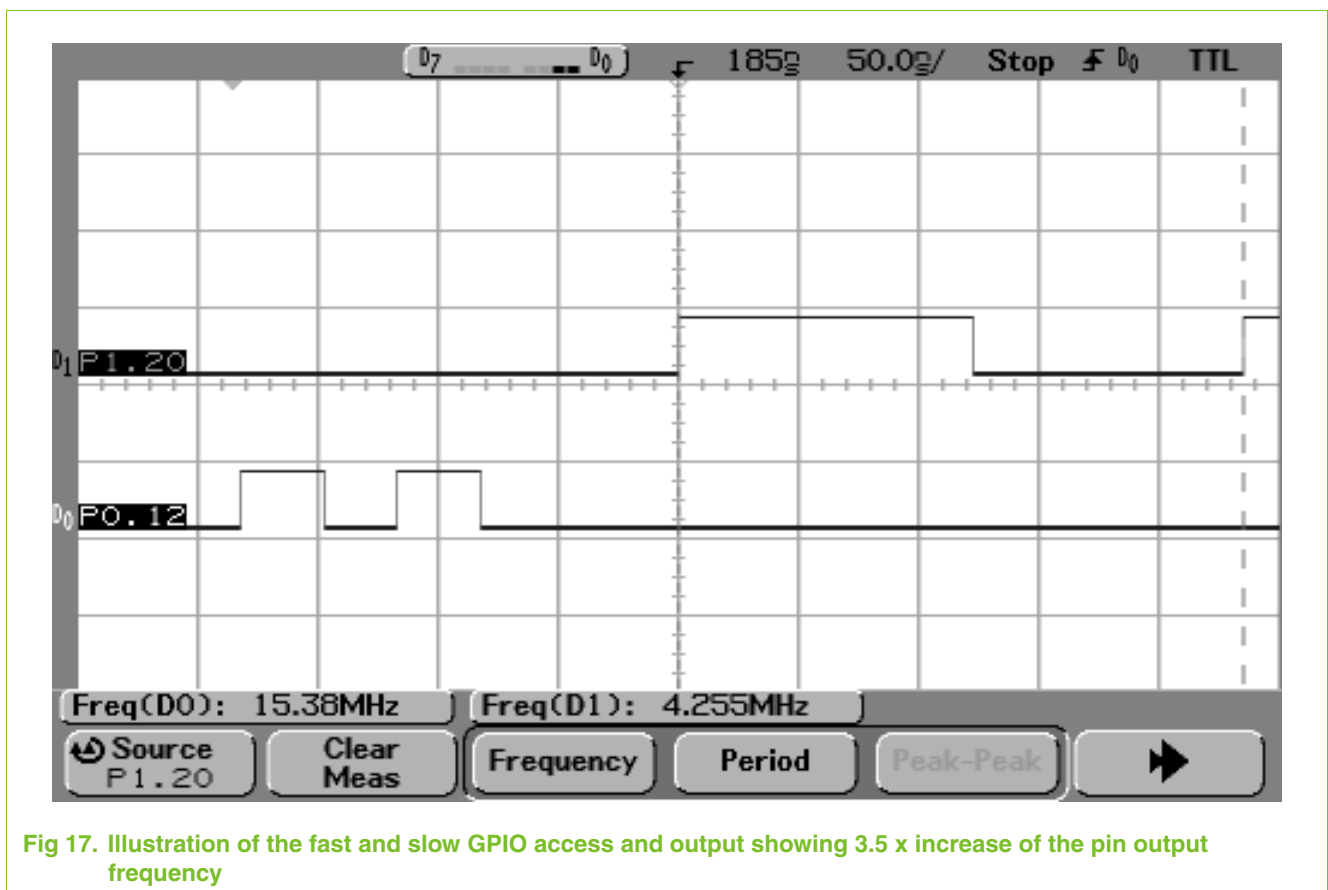 D7 D0 185ns 50.0ns/ Stop D0 TTL
D1 P1.20
D0 P0.12
Freq(D0): 15.38MHz Freq(D1): 4.255MHz
Source
P1.20
Clear
Meas
Frequency
Period
Peak-Peak
Fig 17. Illustration of the fast and slow GPIO access and output showing 3.5 x increase of the pin output
frequency